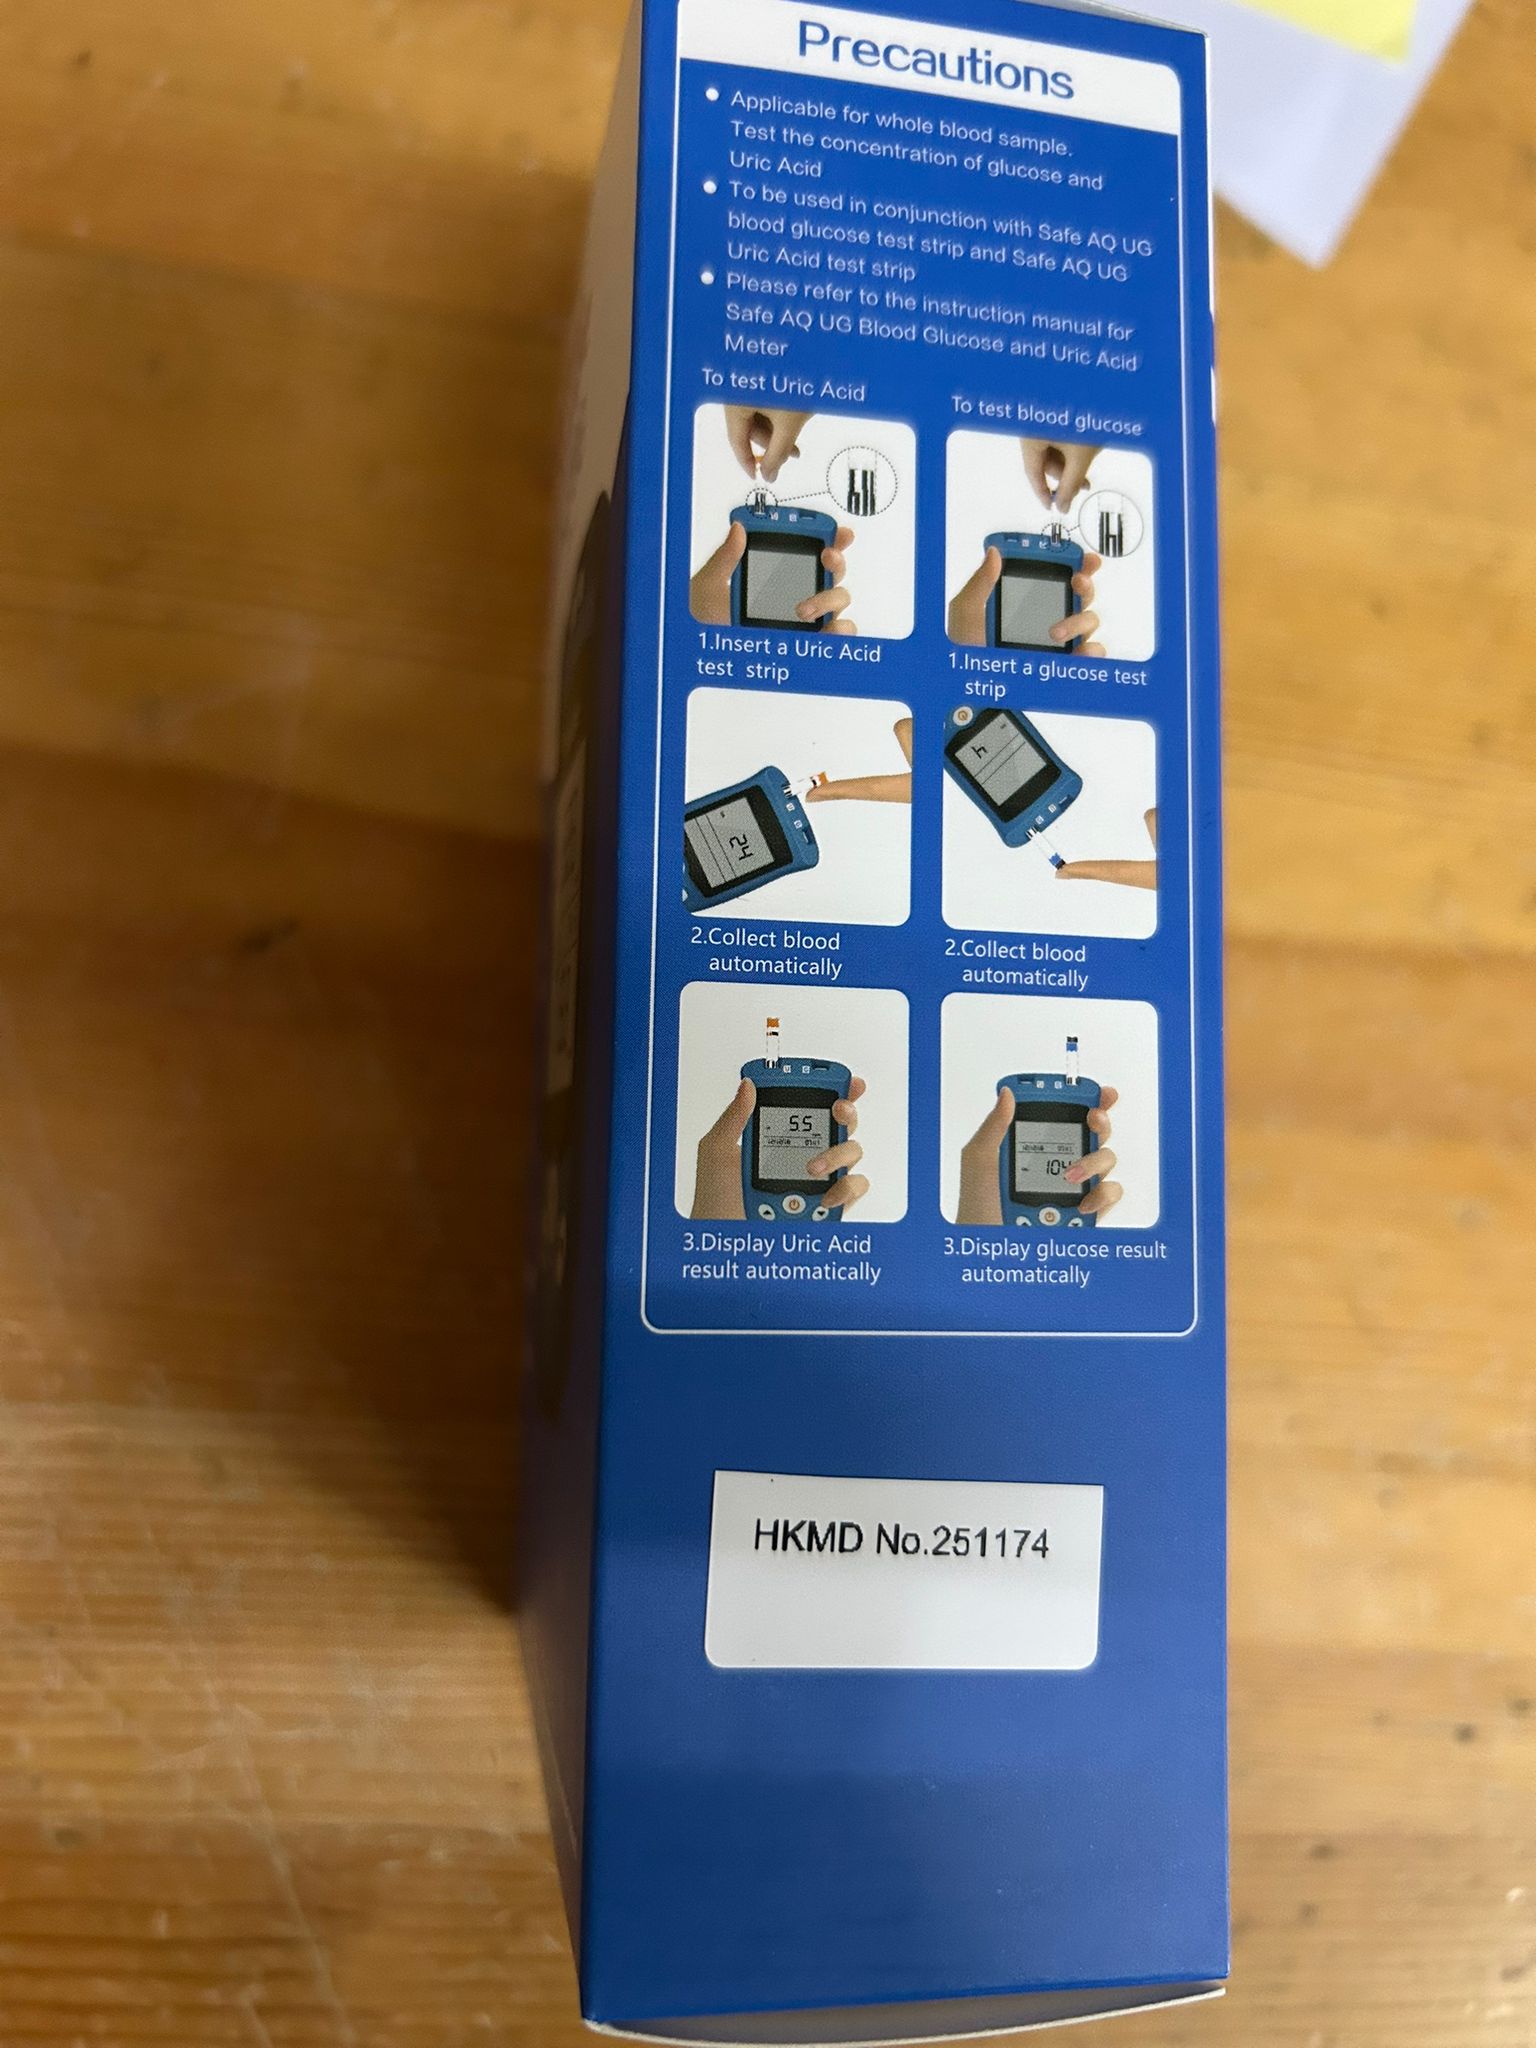 Precautions
Applicable for whole blood sample.
Test the concentration of glucose and
Uric Acid
To be used in conjunction with Safe AQ UG
blood glucose test strip and Safe AQ UG
Uric Acid test strip
Please refer to the instruction manual for
Safe AQ UG Blood Glucose and Uric Acid
Meter
To test Uric Acid
1.Insert a Uric Acid
test strip
24
2.Collect blood
automatically
5.5
3.Display Uric Acid
result automatically
To test blood glucose
1.Insert a glucose test
strip
2.Collect blood
automatically
104
3.Display glucose result
automatically
HKMD No.251174